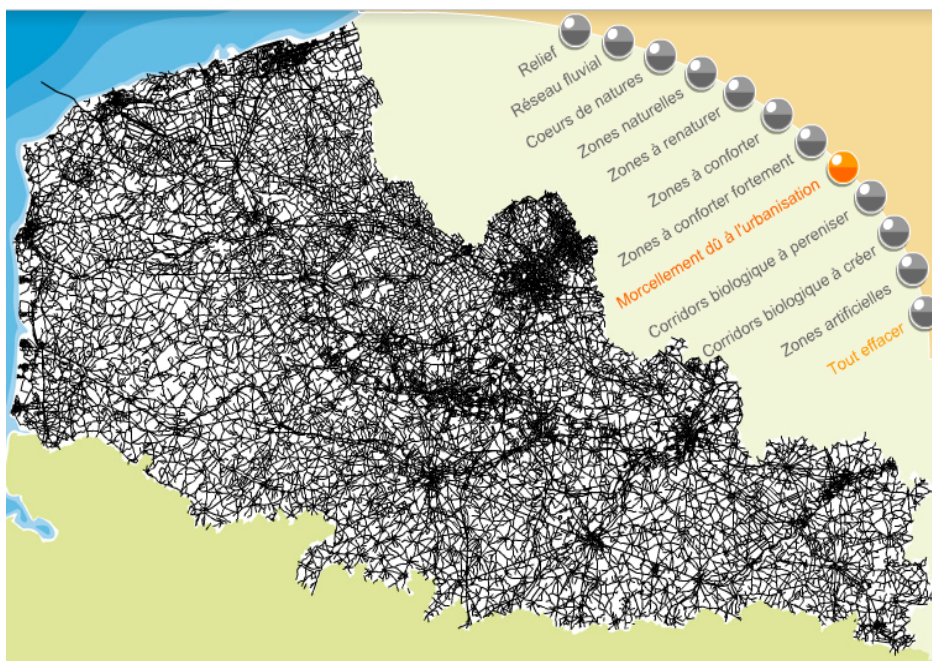 Relief
Réseau fluvial
Coeurs de natures
Zones naturelles
Zones à renaturer
Zones à conforter
Zones à conforter fortement
Morcellement dû à l'urbanisation
Corridors biologique à pereniser
Corridors biologique à créer
Zones artificielles
Tout effacer